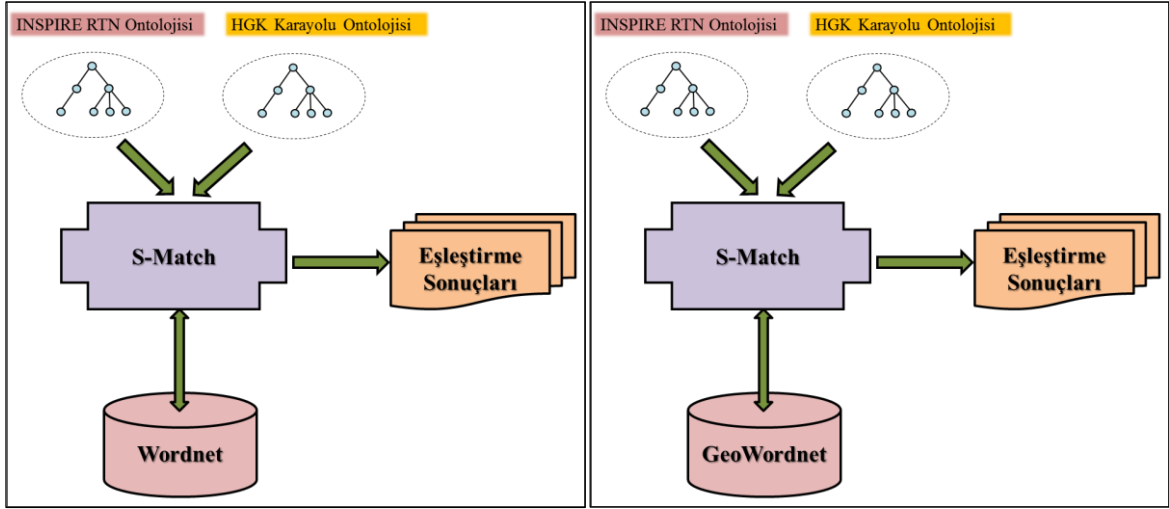 INSPIRE RTN Ontolojisi
HGK Karayolu Ontolojisi
S-Match
Eşleştirme
Sonuçları
Wordnet
INSPIRE RTN Ontolojisi
HGK Karayolu Ontolojisi
S-Match
Eşleştirme
Sonuçları
GeoWordnet